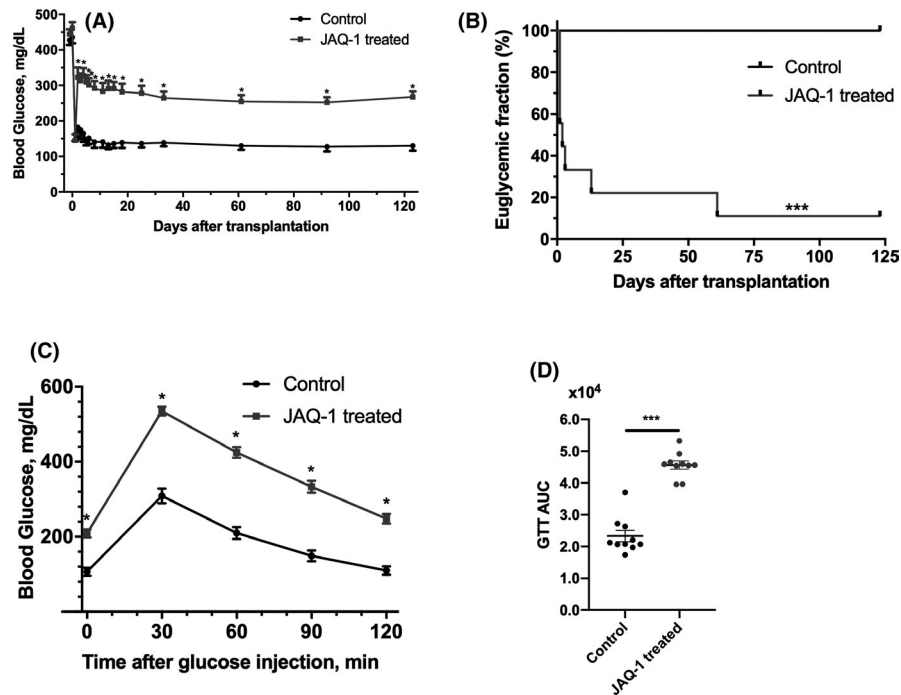 (A)
Control
JAQ-1 treated
Blood Glucose, mg/dL
500
400
300
200
100
0
* * * * * * * * * * * * * *
0 20 40 60 80 100 120
Days after transplantation
(B)
Control
JAQ-1 treated
Euglycemic fraction (%)
100
80
60
40
20
0
***
0 25 50 75 100 125
Days after transplantation
(C)
Control
JAQ-1 treated
Blood Glucose, mg/dL
600
400
200
* * * * *
0 30 60 90 120
Time after glucose injection, min
(D)
x10⁴
GTT AUC
6.0
5.0
4.0
3.0
2.0
1.0
0.0
***
Control
JAQ-1 treated